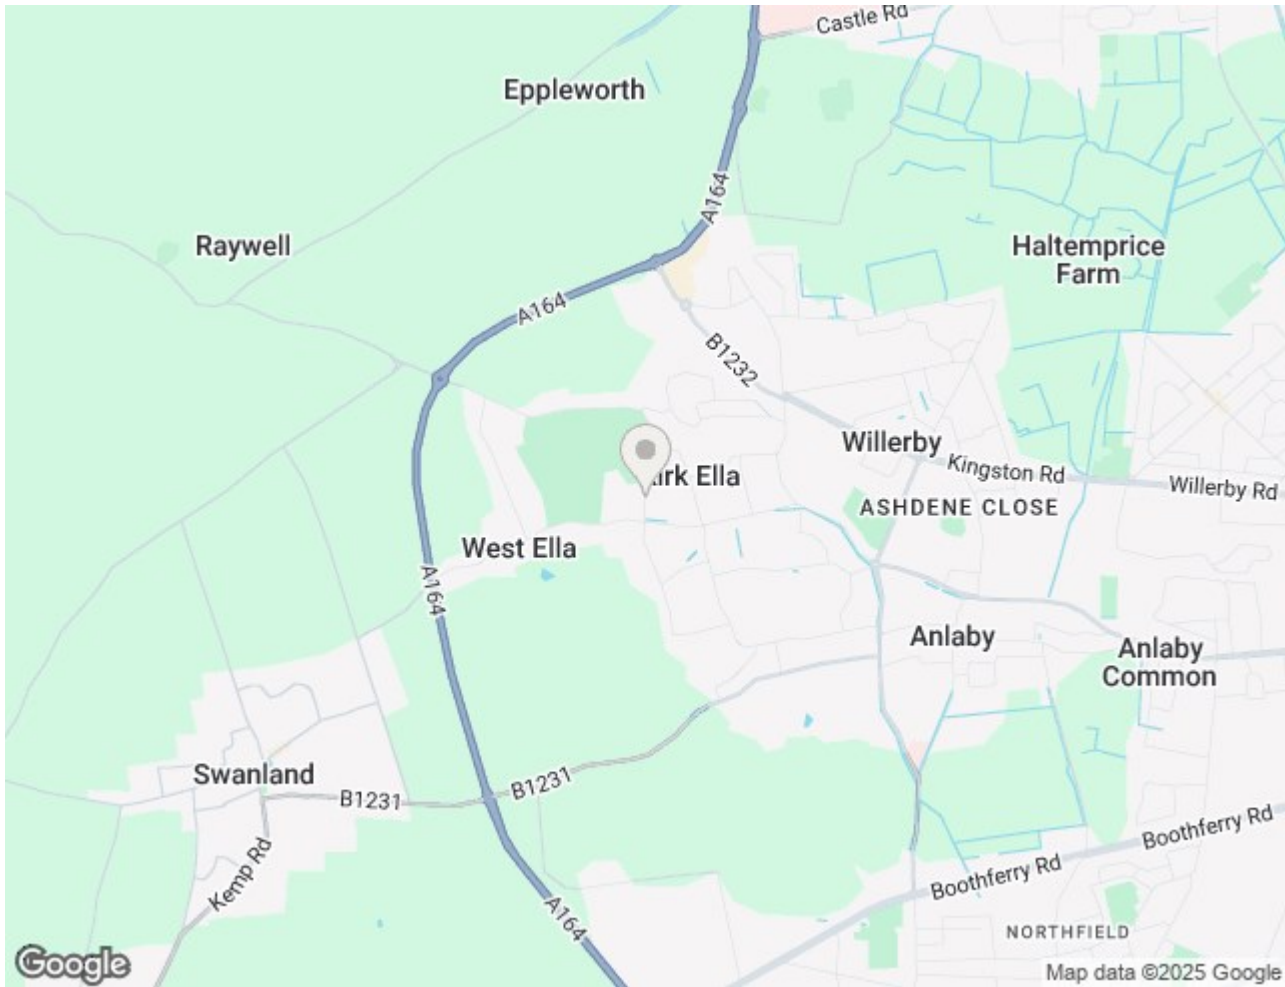 Castle Rd
Eppleworth
A164
Raywell
Haltemprice
Farm
A164
B1232
Willerby
Kingston Rd
Willerby Rd
irk Ella
ASHDENE CLOSE
West Ella
A164
Anlaby
Anlaby
Common
Swanland
B1231
B1231
Kemp Rd
Boothferry Rd
Boothferry Rd
A164
NORTHFIELD
Google
Map data ©2025 Google